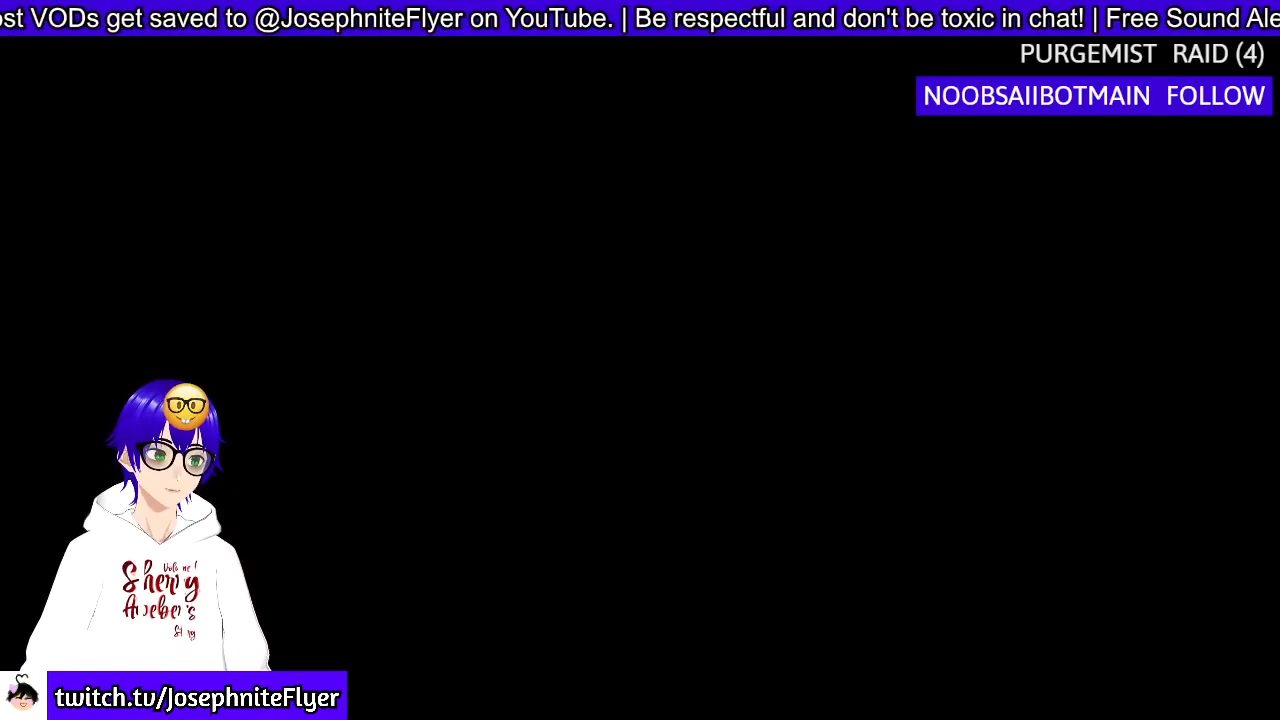 ost VODs get saved to @JosephniteFlyer on YouTube. | Be respectful and don't be toxic in chat! | Free Sound Ale
PURGEMIST RAID (4)
NOOBSAIIBOTMAIN FOLLOW
Sherry
twitch.tv/JosephniteFlyer